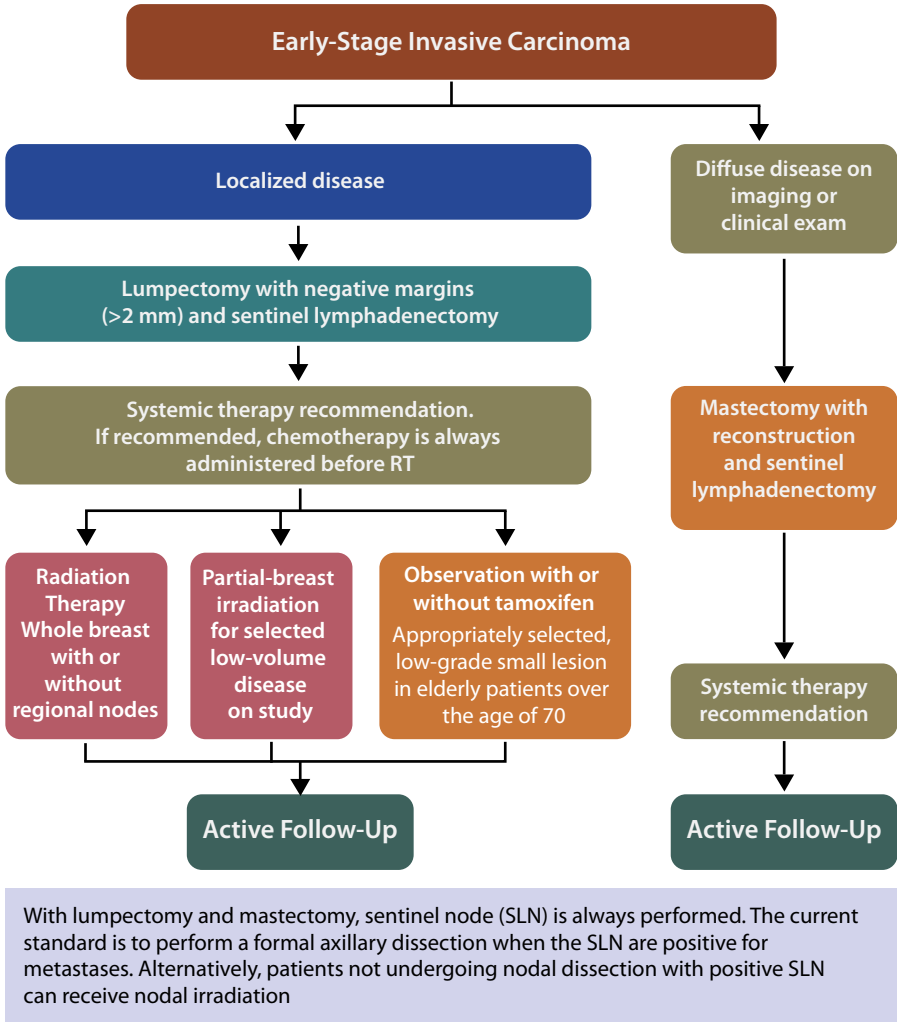 Early-Stage Invasive Carcinoma
Localized disease
Diffuse disease on
imaging or
clinical exam
Lumpectomy with negative margins
(>2 mm) and sentinel lymphadenectomy
Systemic therapy recommendation.
If recommended, chemotherapy is always
administered before RT
Mastectomy with
reconstruction
and sentinel
lymphadenectomy
Radiation
Therapy
Whole breast
with or
without
regional nodes
Partial-breast
irradiation
for selected
low-volume
disease
on study
Observation with or
without tamoxifen
Appropriately selected,
low-grade small lesion
in elderly patients over
the age of 70
Systemic therapy
recommendation
Active Follow-Up
Active Follow-Up
With lumpectomy and mastectomy, sentinel node (SLN) is always performed. The current
standard is to perform a formal axillary dissection when the SLN are positive for
metastases. Alternatively, patients not undergoing nodal dissection with positive SLN
can receive nodal irradiation